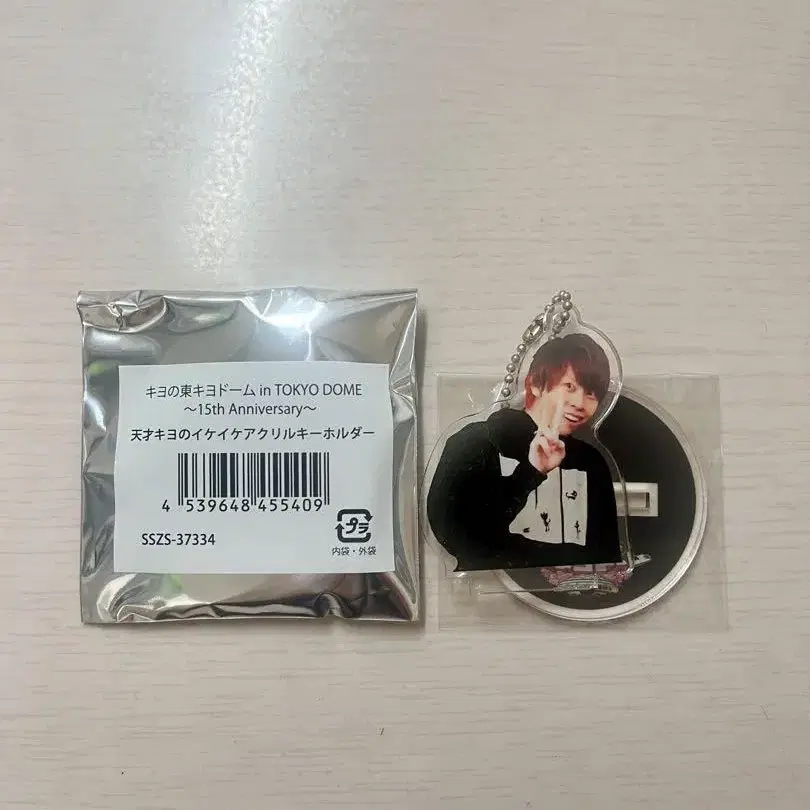 キヨの東キヨドーム in TOKYO DOME
～15th Anniversary～
天才キヨのイケイケアクリルキーホルダー
4 539648 455409
SSZS-37334
プラ
内袋・外袋